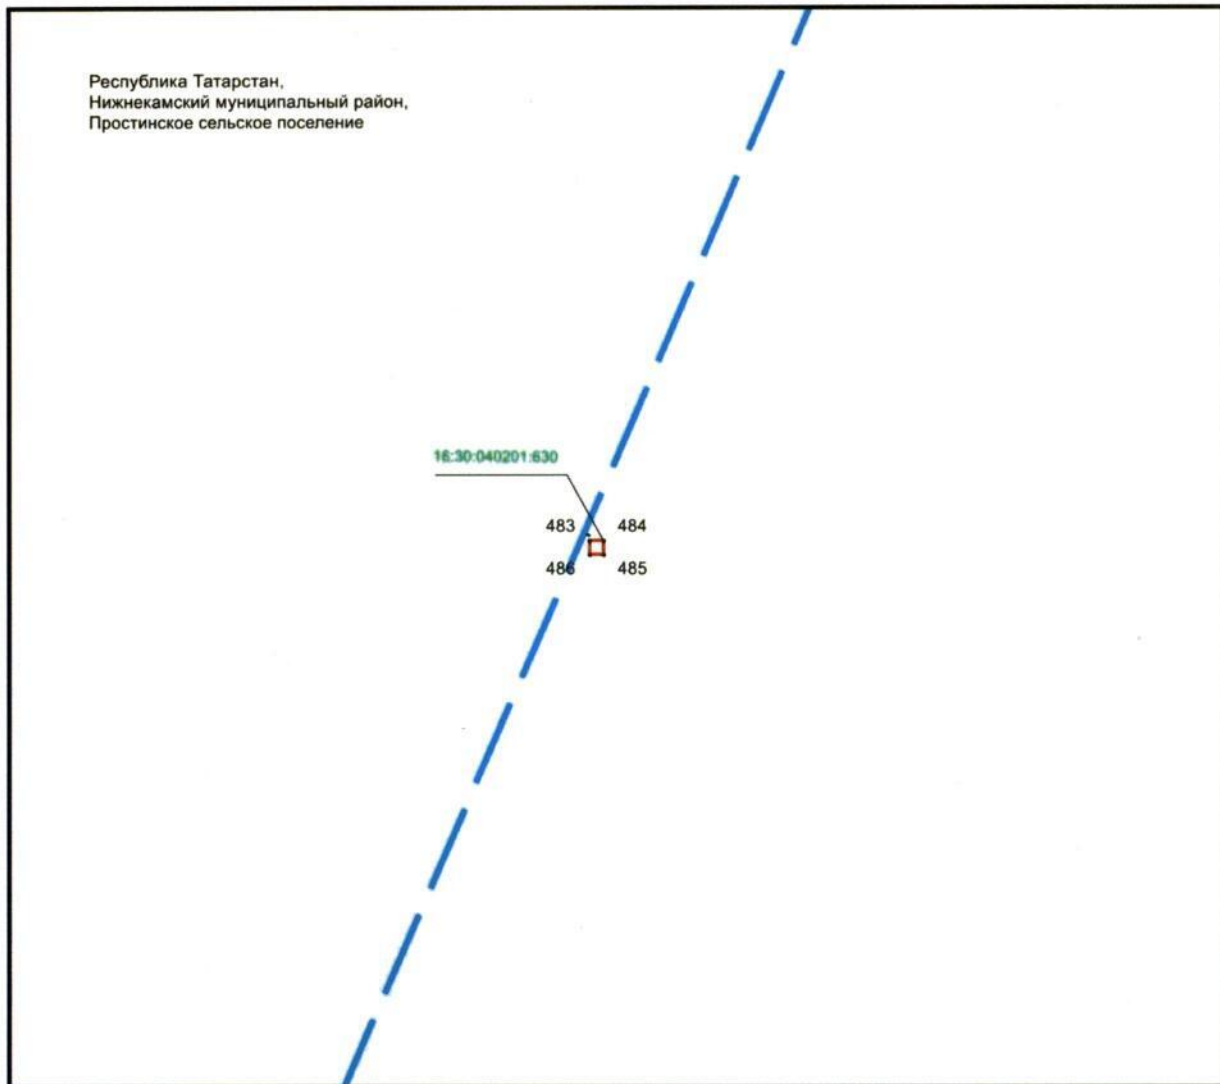 Республика Татарстан,
Нижнекамский муниципальный район,
Простинское сельское поселение
16:30:040201:630
483 484
486 485